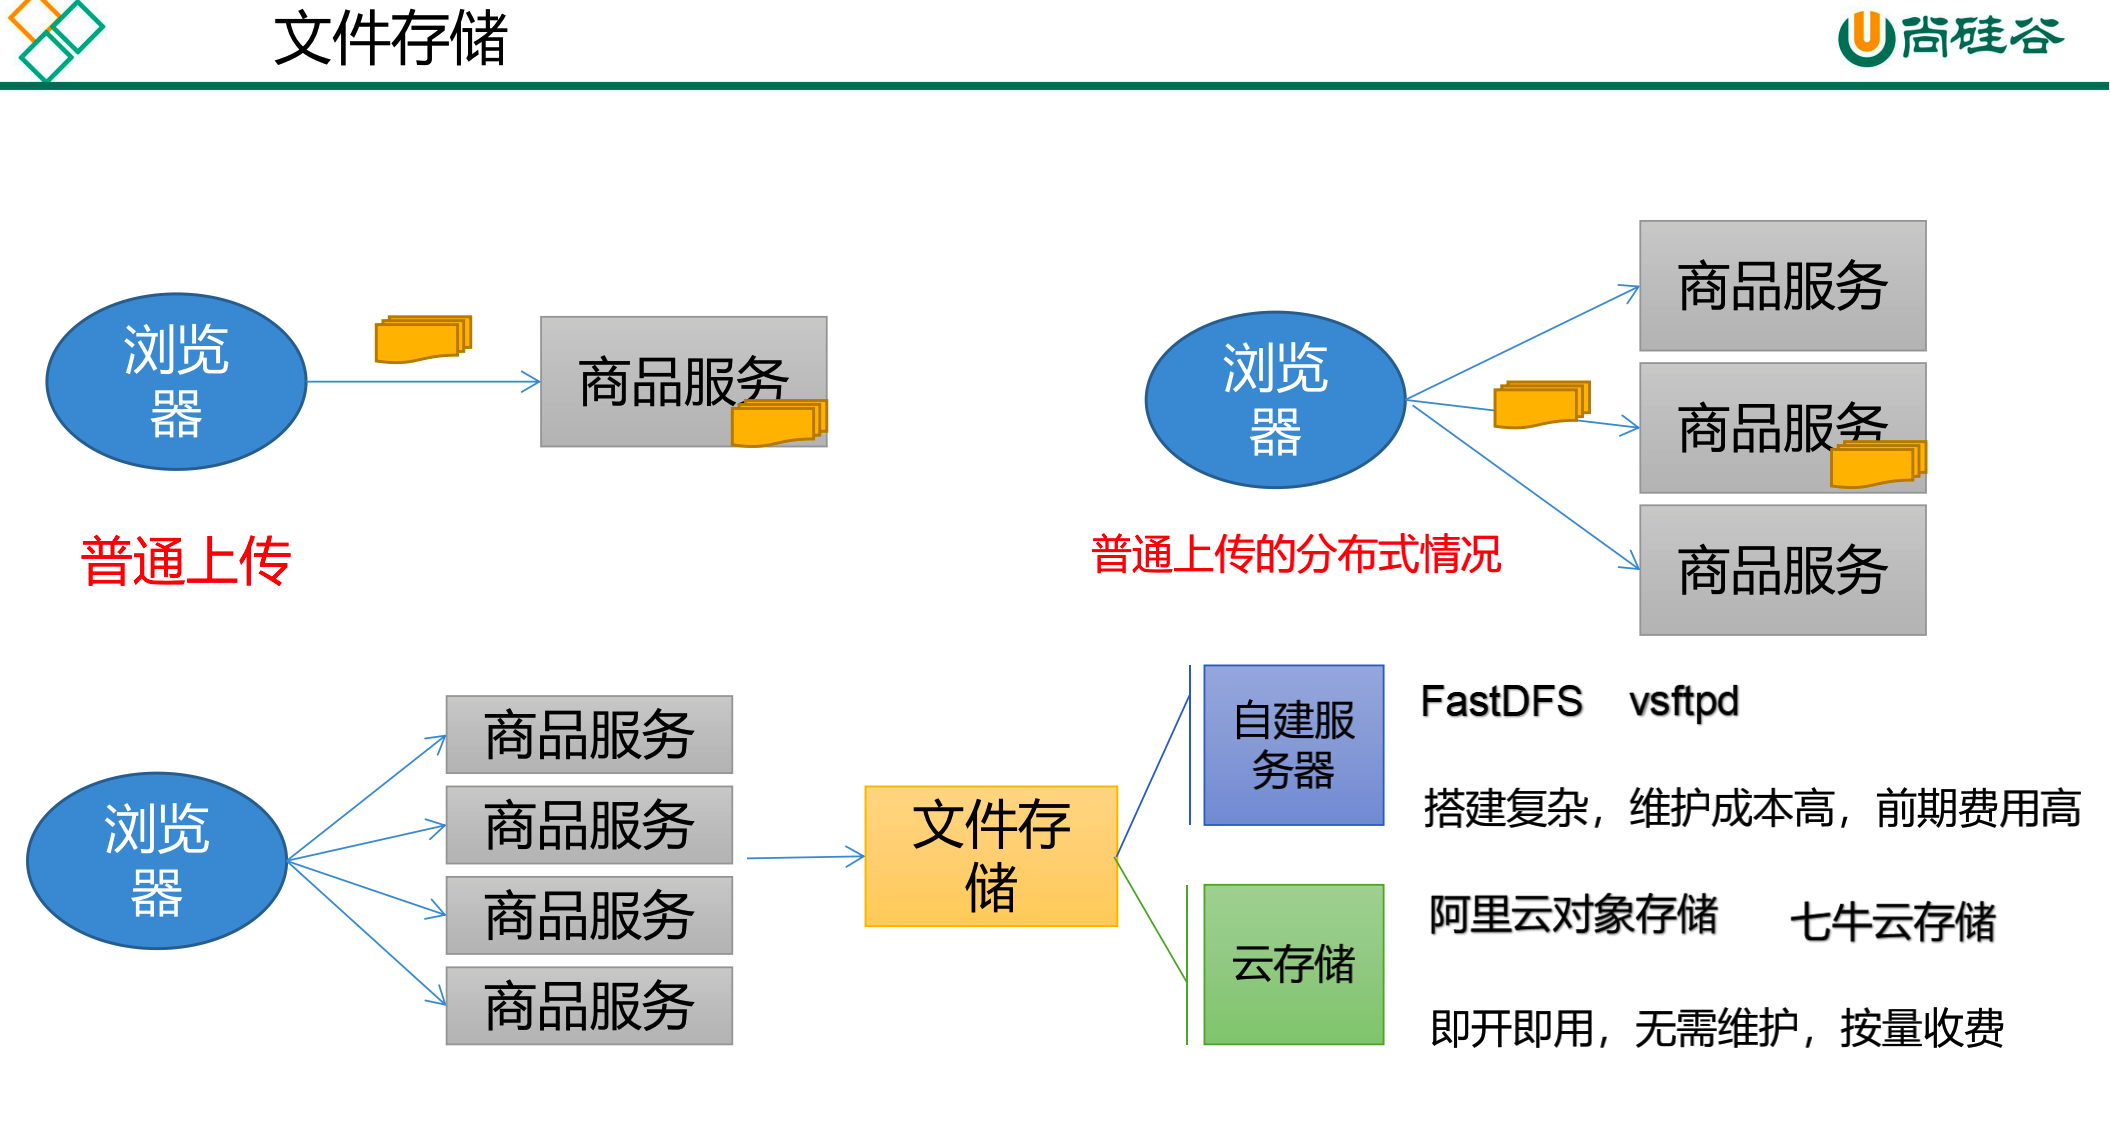 文件存储
尚硅谷
浏览
器
商品服务
普通上传
浏览
器
商品服务
商品服务
商品服务
普通上传的分布式情况
浏览
器
商品服务
商品服务
商品服务
商品服务
文件存
储
自建服
务器
FastDFS vsftpd
搭建复杂，维护成本高，前期费用高
云存储
阿里云对象存储 七牛云存储
即开即用，无需维护，按量收费